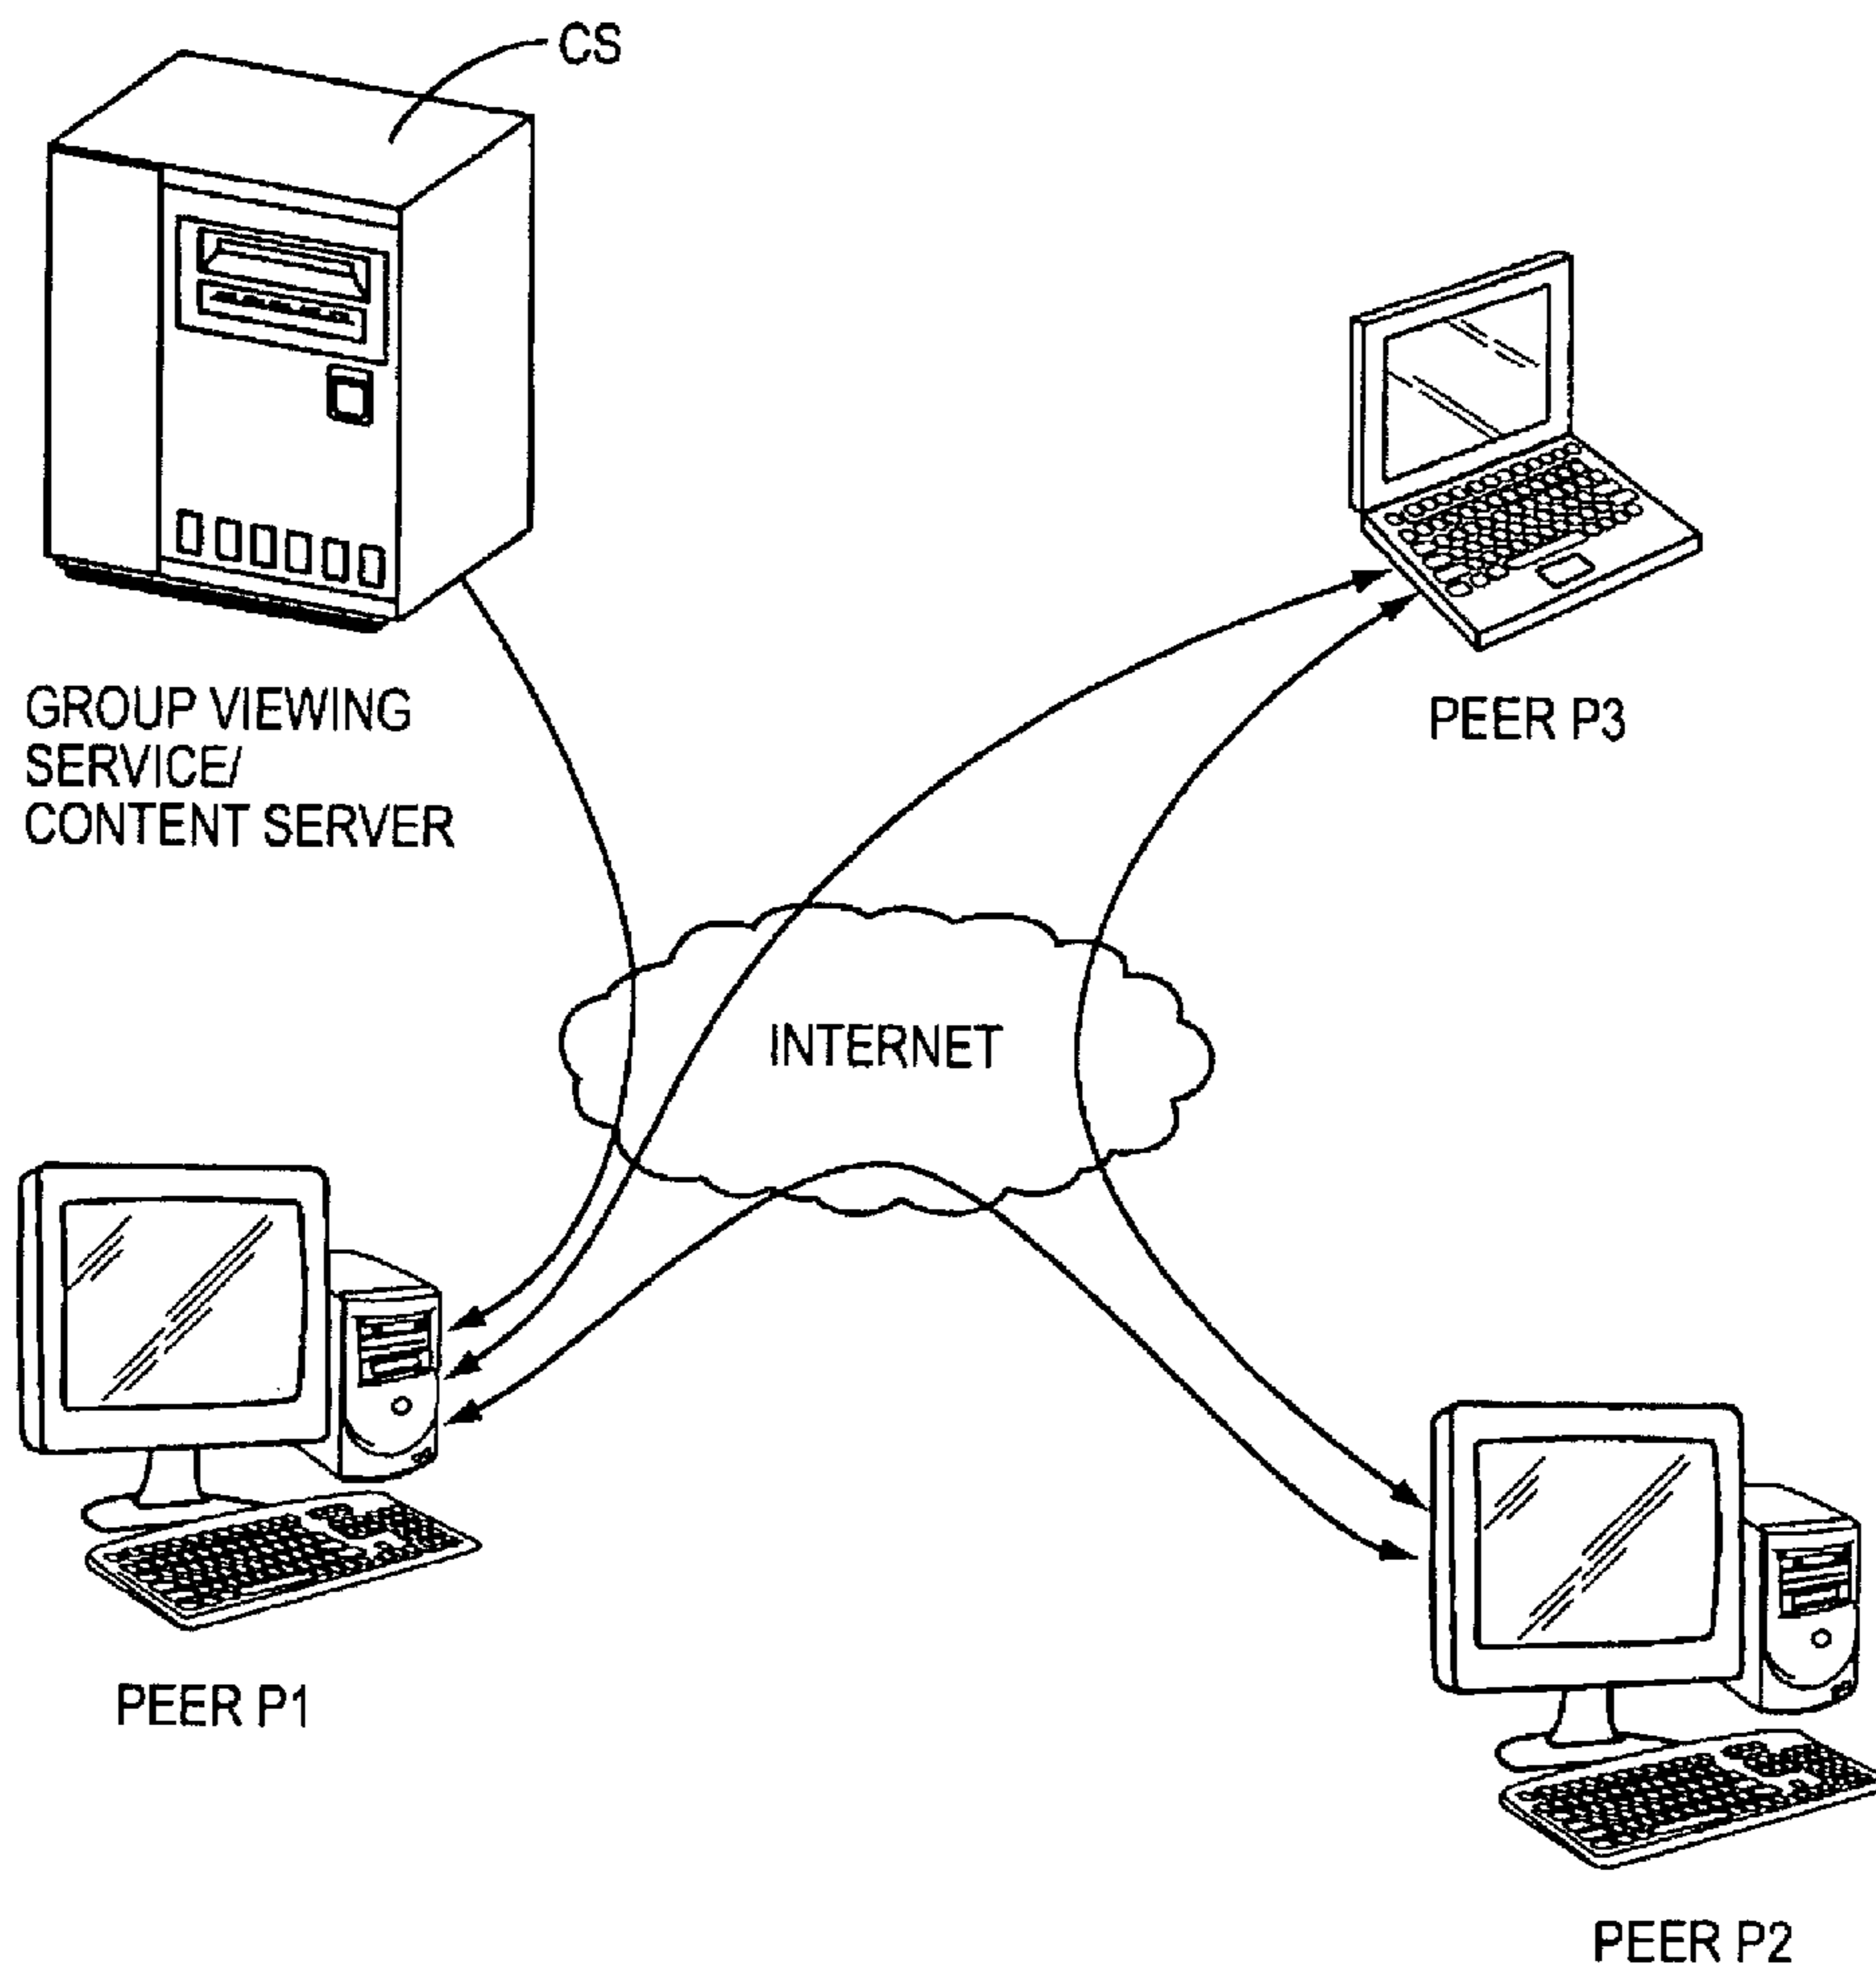 CS
GROUP VIEWING
SERVICE/
CONTENT SERVER
PEER P3
INTERNET
PEER P1
PEER P2